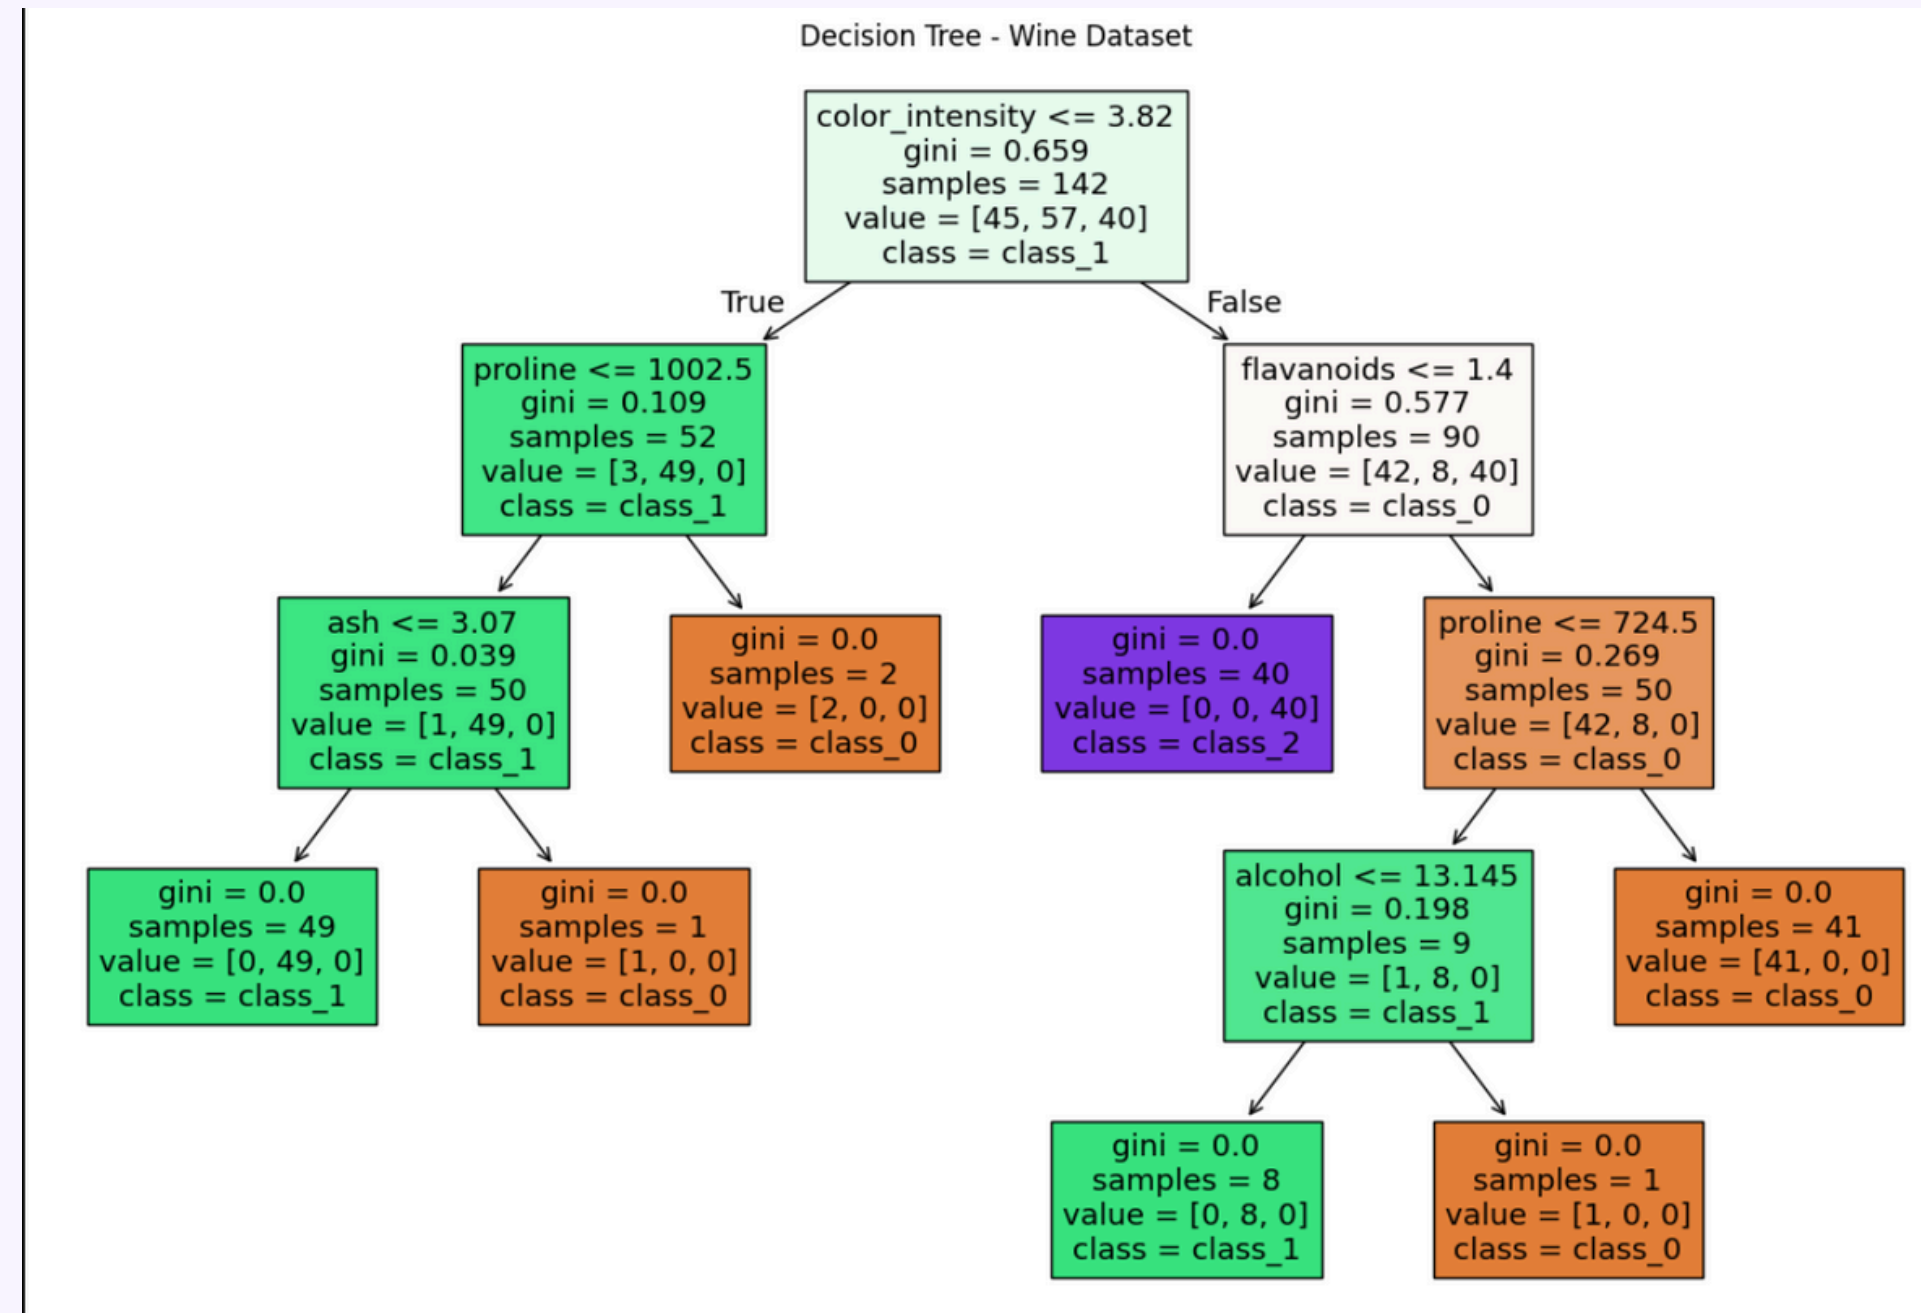 Decision Tree - Wine Dataset
color_intensity <= 3.82
gini = 0.659
samples = 142
value = [45, 57, 40]
class = class_1
True
False
proline <= 1002.5
gini = 0.109
samples = 52
value = [3, 49, 0]
class = class_1
flavanoids <= 1.4
gini = 0.577
samples = 90
value = [42, 8, 40]
class = class_0
ash <= 3.07
gini = 0.039
samples = 50
value = [1, 49, 0]
class = class_1
gini = 0.0
samples = 2
value = [2, 0, 0]
class = class_0
gini = 0.0
samples = 40
value = [0, 0, 40]
class = class_2
proline <= 724.5
gini = 0.269
samples = 50
value = [42, 8, 0]
class = class_0
gini = 0.0
samples = 49
value = [0, 49, 0]
class = class_1
gini = 0.0
samples = 1
value = [1, 0, 0]
class = class_0
alcohol <= 13.145
gini = 0.198
samples = 9
value = [1, 8, 0]
class = class_1
gini = 0.0
samples = 41
value = [41, 0, 0]
class = class_0
gini = 0.0
samples = 8
value = [0, 8, 0]
class = class_1
gini = 0.0
samples = 1
value = [1, 0, 0]
class = class_0